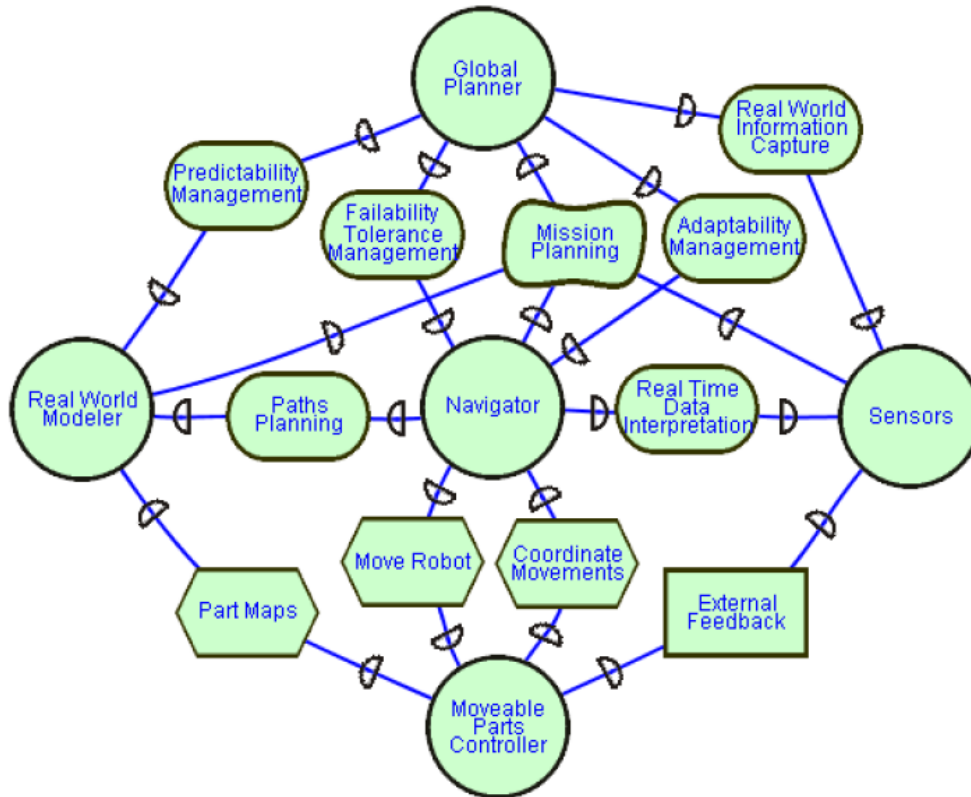 Global
Planner
Real World
Information
Capture
Predictability
Management
Failability
Tolerance
Management
Mission
Planning
Adaptability
Management
Real World
Modeler
Paths
Planning
Navigator
Real Time
Data
Interpretation
Sensors
Move Robot
Coordinate
Movements
Part Maps
External
Feedback
Moveable
Parts
Controller